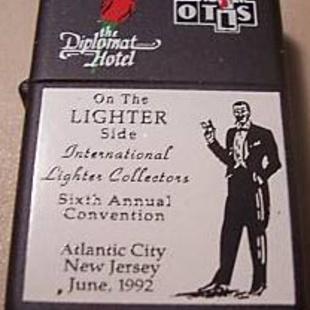 the
Diplomat
Hotel
OTLS
On The
LIGHTER
Side
International
Lighter Collectors
Sixth Annual
Convention
Atlantic City
New Jersey
June, 1992